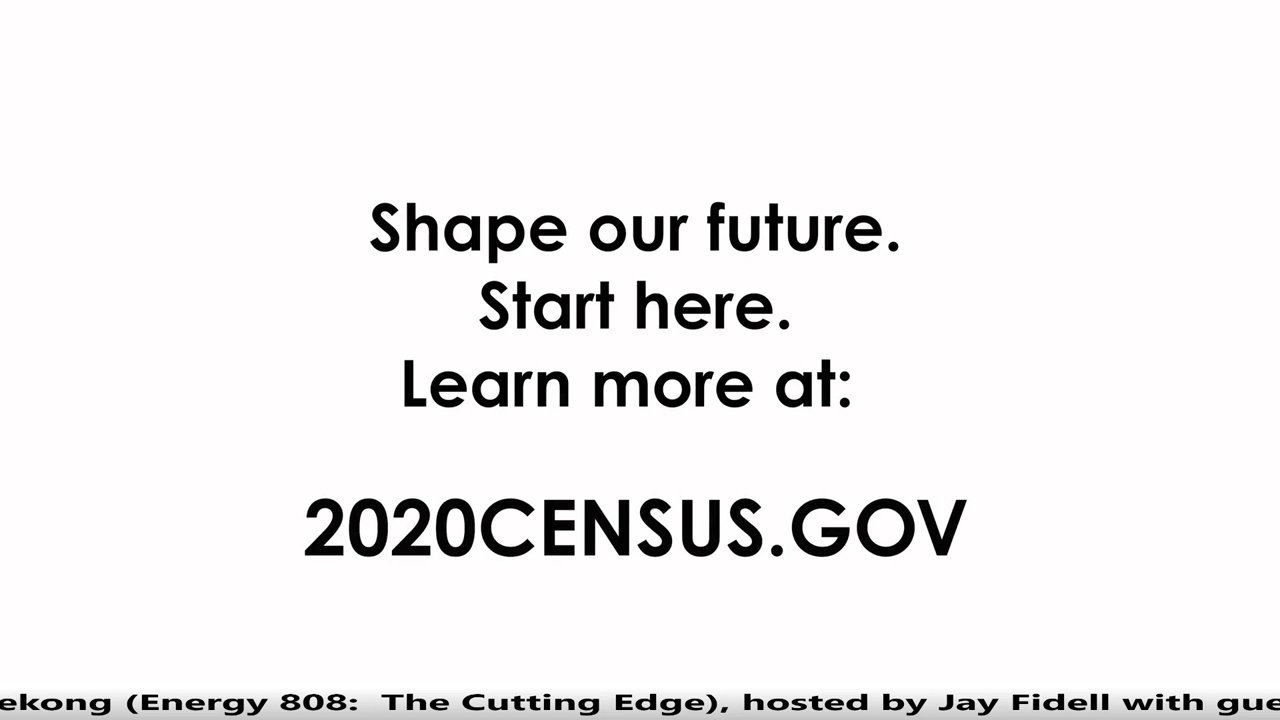 Shape our future.
Start here.
Learn more at:
2020CENSUS.GOV
(Energy 808: The Cutting Edge), hosted by Jay Fidell with